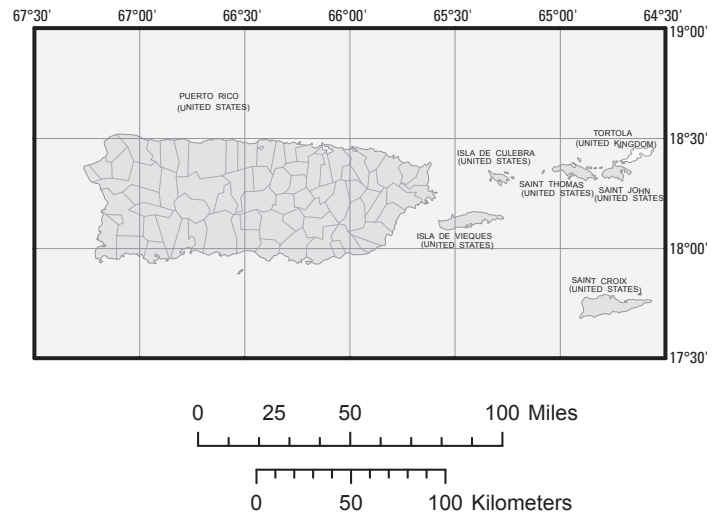 67°30' 67°00' 66°30' 66°00' 65°30' 65°00' 64°30'
19°00'
PUERTO RICO
(UNITED STATES)
TORTOLA
(UNITED KINGDOM)
18°30'
ISLA DE CULEBRA
(UNITED STATES)
SAINT THOMAS
(UNITED STATES)
SAINT JOHN
(UNITED STATES
ISLA DE VIEQUES
(UNITED STATES)
18°00'
SAINT CROIX
(UNITED STATES)
17°30'
0 25 50 100 Miles
0 50 100 Kilometers